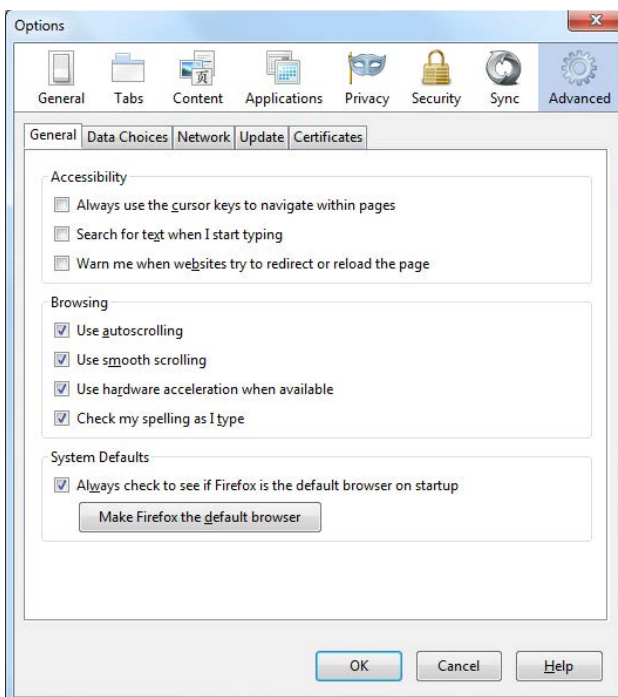 Options
General Tabs Content Applications Privacy Security Sync Advanced
General Data Choices Network Update Certificates
Accessibility
Always use the cursor keys to navigate within pages
Search for text when I start typing
Warn me when websites try to redirect or reload the page
Browsing
Use autoscrolling
Use smooth scrolling
Use hardware acceleration when available
Check my spelling as I type
System Defaults
Always check to see if Firefox is the default browser on startup
Make Firefox the default browser
OK Cancel Help